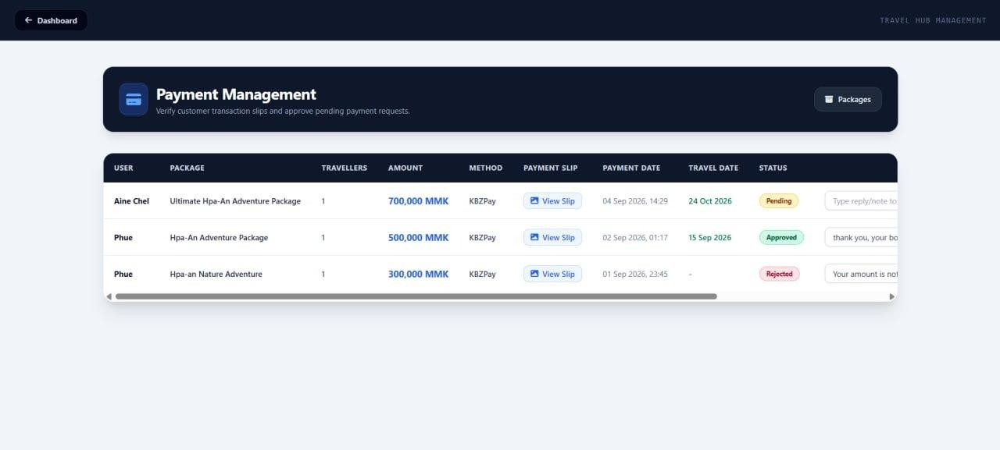 Dashboard
TRAVEL HUB MANAGEMENT
Payment Management
Verify customer transaction slips and approve pending payment requests.
Packages
USER PACKAGE TRAVELLERS AMOUNT METHOD PAYMENT SLIP PAYMENT DATE TRAVEL DATE STATUS
Aine Chel Ultimate Hpa-An Adventure Package 1 700,000 MMK KBZPay View Slip 04 Sep 2026, 14:29 24 Oct 2026 Pending Type reply/note to
Phue Hpa-An Adventure Package 1 500,000 MMK KBZPay View Slip 02 Sep 2026, 01:17 15 Sep 2026 Approved thank you, your bo
Phue Hpa-an Nature Adventure 1 300,000 MMK KBZPay View Slip 01 Sep 2026, 23:45 - Rejected Your amount is not